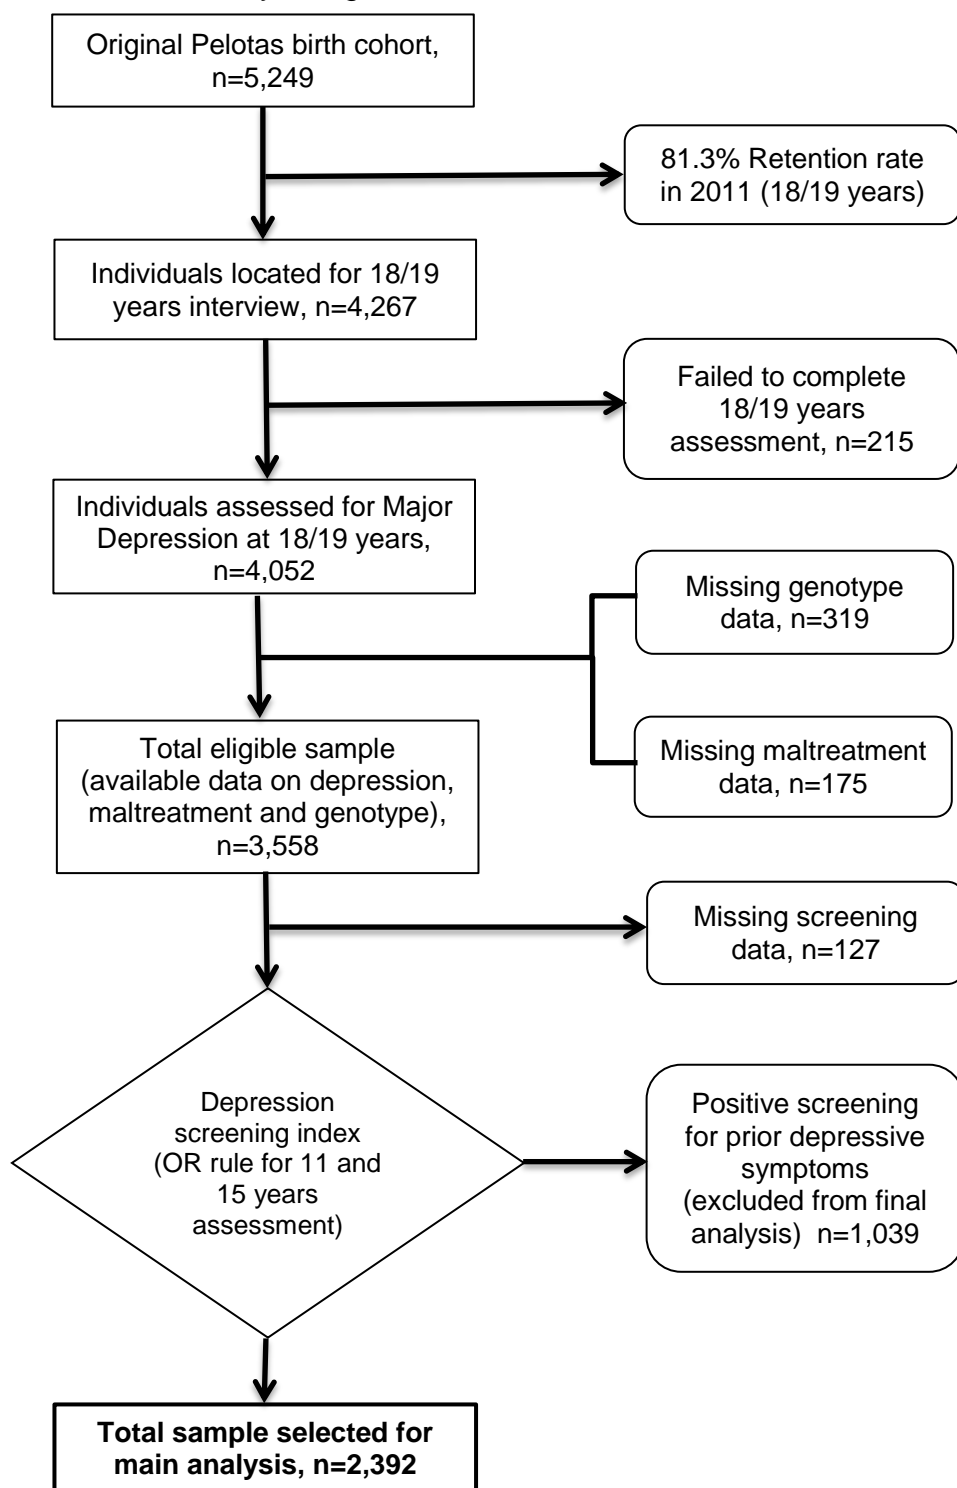 Original Pelotas birth cohort,
n=5,249
81.3% Retention rate
in 2011 (18/19 years)
Individuals located for 18/19
years interview, n=4,267
Failed to complete
18/19 years
assessment, n=215
Individuals assessed for Major
Depression at 18/19 years,
n=4,052
Missing genotype
data, n=319
Total eligible sample
(available data on depression,
maltreatment and genotype),
n=3,558
Missing maltreatment
data, n=175
Missing screening
data, n=127
Depression
screening index
(OR rule for 11 and
15 years
assessment)
Positive screening
for prior depressive
symptoms
(excluded from final
analysis) n=1,039
Total sample selected for
main analysis, n=2,392